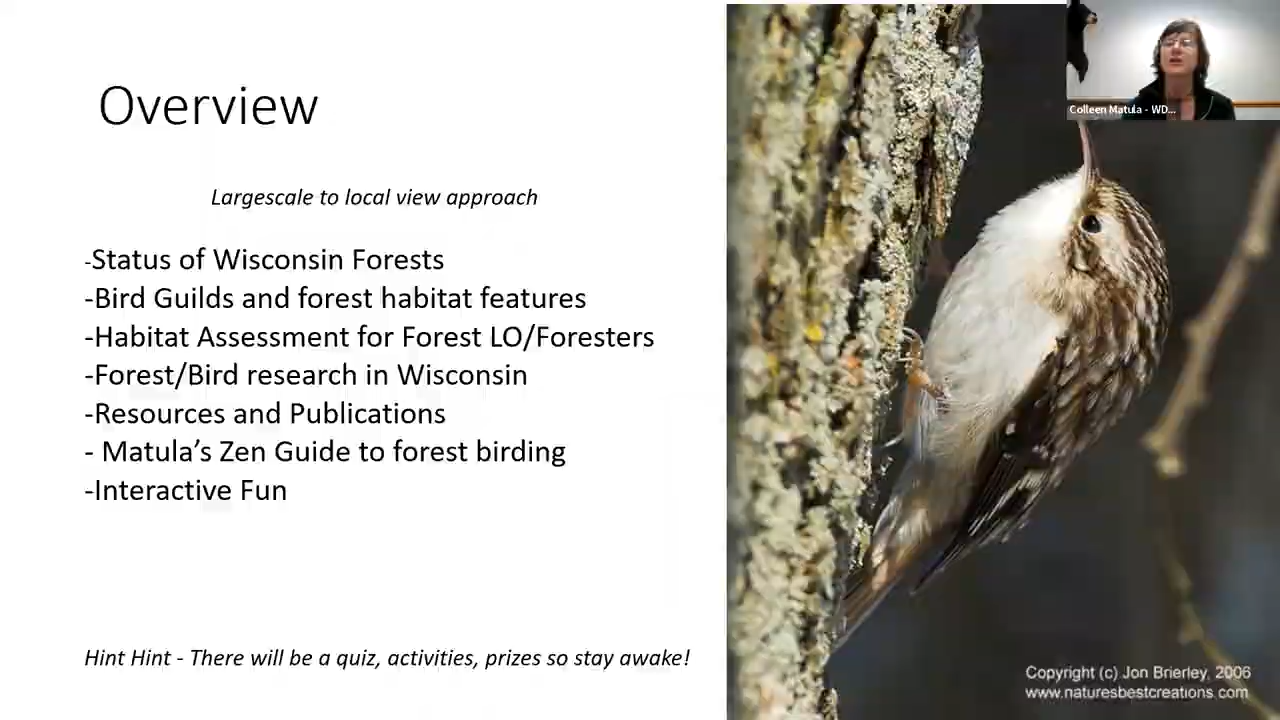 Overview
Largescale to local view approach
-Status of Wisconsin Forests
-Bird Guilds and forest habitat features
-Habitat Assessment for Forest LO/Foresters
-Forest/Bird research in Wisconsin
-Resources and Publications
- Matula’s Zen Guide to forest birding
-Interactive Fun
Hint Hint - There will be a quiz, activities, prizes so stay awake!
Colleen Matula - WD...
Copyright (c) Jon Brierley, 2006
www.naturesbestcreations.com